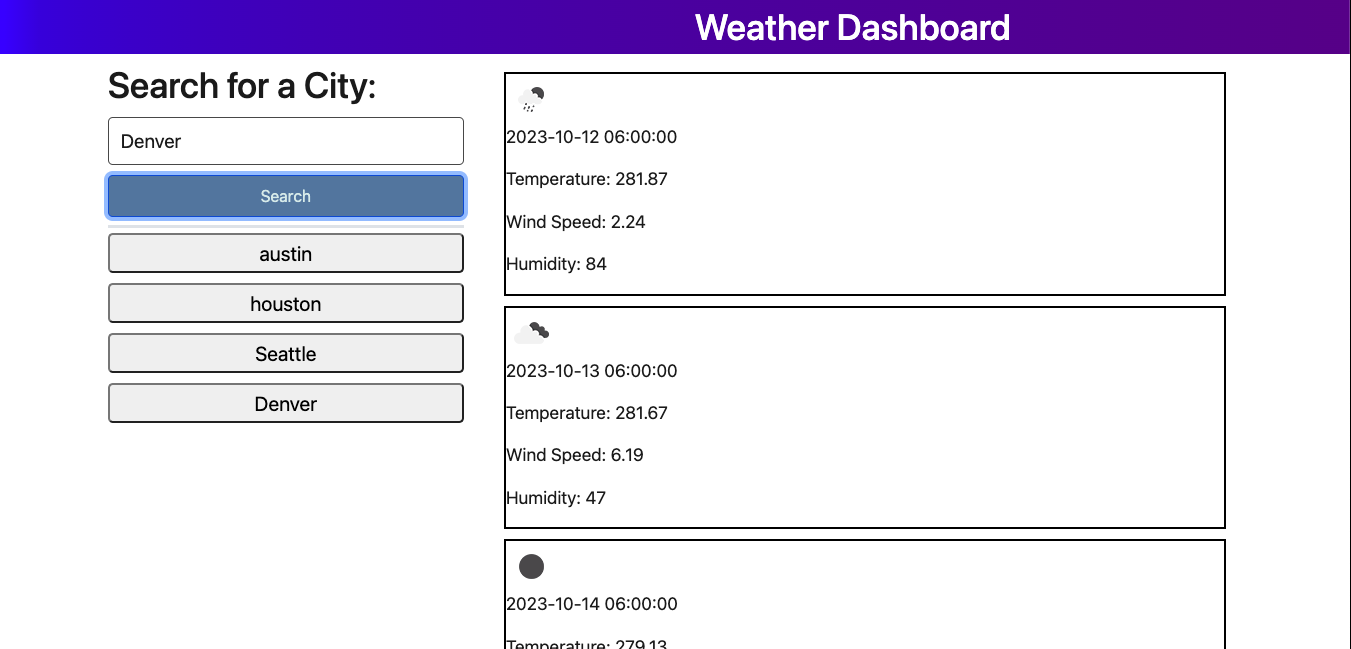 Weather Dashboard
Search for a City:
Denver
Search
austin
houston
Seattle
Denver
2023-10-12 06:00:00
Temperature: 281.87
Wind Speed: 2.24
Humidity: 84
2023-10-13 06:00:00
Temperature: 281.67
Wind Speed: 6.19
Humidity: 47
2023-10-14 06:00:00
Temperature: 279.13